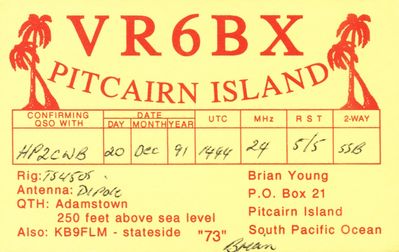 VR6BX
PITCAIRN ISLAND
CONFIRMING QSO WITH DATE DAY MONTH YEAR UTC MHz RST 2-WAY
HP2CWB 20 Dec 91 1444 24 5/5 SSB
Rig: TS450S
Antenna: Dipole
QTH: Adamstown
250 feet above sea level
Also: KB9FLM - stateside "73"
Brian Young
P.O. Box 21
Pitcairn Island
South Pacific Ocean
Brian